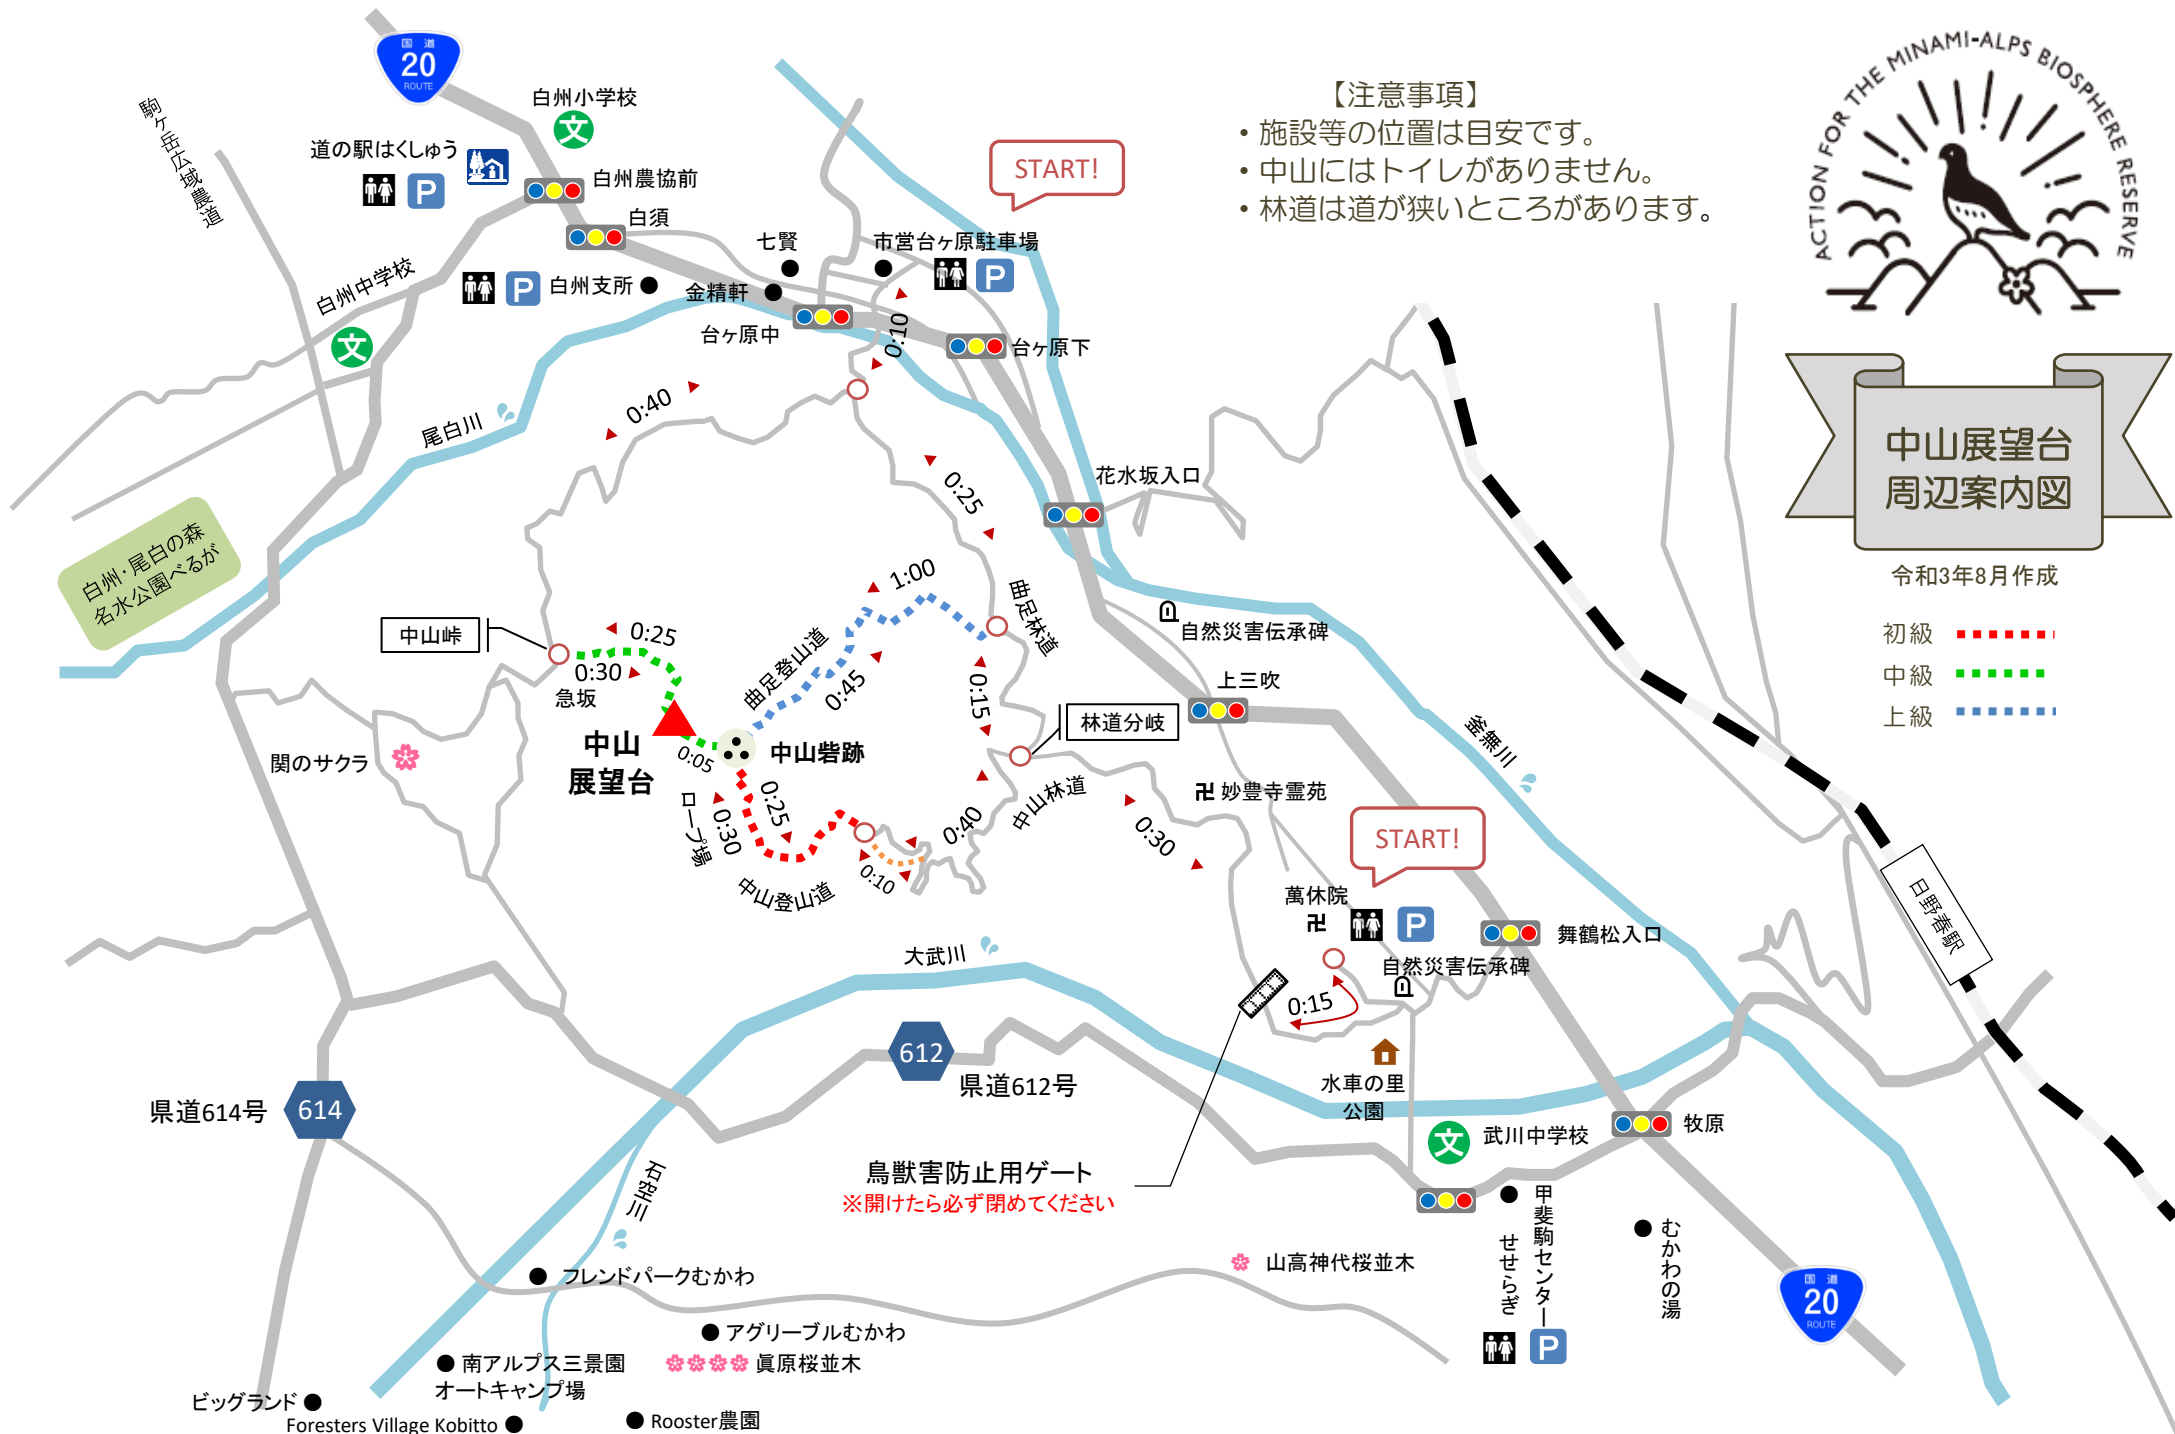 国道
20
ROUTE
白州小学校
文
駒ヶ岳広域農道
道の駅はくしゅう
P
白州農協前
白須
七賢
市営台ヶ原駐車場
P
START!
【注意事項】
・施設等の位置は目安です。
・中山にはトイレがありません。
・林道は道が狭いところがあります。
ACTION FOR THE MINAMI-ALPS BIOSPHERE RESERVE
中山展望台
周辺案内図
令和3年8月作成
初級
中級
上級
白州中学校
文
P
白州支所
金精軒
台ヶ原中
0:10
台ヶ原下
0:40
尾白川
0:25
花水坂入口
白州・尾白の森
名水公園べるが
1:00
曲足林道
自然災害伝承碑
中山峠
0:25
0:30
急坂
曲足登山道
0:45
0:15
林道分岐
上三吹
釜無川
関のサクラ
中山
展望台
0:05
中山砦跡
ロープ場
0:30
0:25
中山登山道
0:10
0:40
中山林道
0:30
卍 妙豊寺霊苑
START!
萬休院
卍
P
舞鶴松入口
自然災害伝承碑
0:15
日野春駅
大武川
612
県道612号
水車の里
公園
県道614号
614
鳥獣害防止用ゲート
※開けたら必ず閉めてください
文
武川中学校
牧原
石空川
甲斐駒センター
せせらぎ
P
むかわの湯
山高神代桜並木
国道
20
ROUTE
フレンドパークむかわ
アグリーブルむかわ
南アルプス三景園
オートキャンプ場
眞原桜並木
ビッグランド
Foresters Village Kobitto
Rooster農園